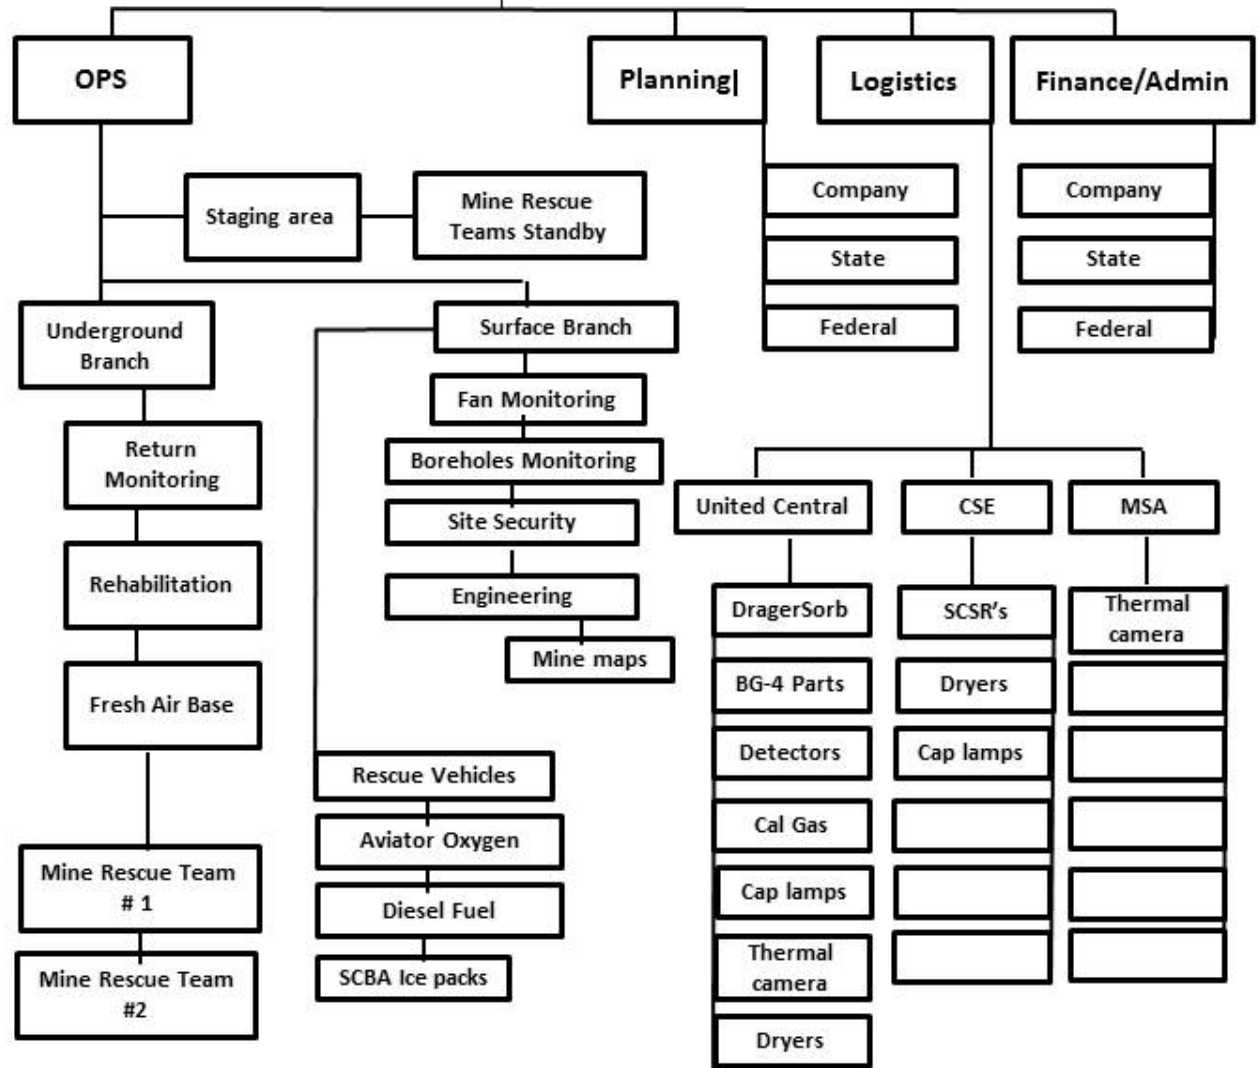 OPS
Planning|
Logistics
Finance/Admin
Staging area
Mine Rescue
Teams Standby
Company
State
Federal
Company
State
Federal
Underground
Branch
Return
Monitoring
Rehabilitation
Fresh Air Base
Mine Rescue Team
# 1
Mine Rescue Team
#2
Surface Branch
Fan Monitoring
Boreholes Monitoring
Site Security
Engineering
Mine maps
Rescue Vehicles
Aviator Oxygen
Diesel Fuel
SCBA Ice packs
United Central
DragerSorb
BG-4 Parts
Detectors
Cal Gas
Cap lamps
Thermal
camera
Dryers
CSE
SCSR's
Dryers
Cap lamps
MSA
Thermal
camera